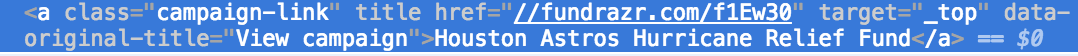 <a class="campaign-link" title href="//fundrazr.com/f1Ew30" target="_top" data-
original-title="View campaign">Houston Astros Hurricane Relief Fund</a> == $0